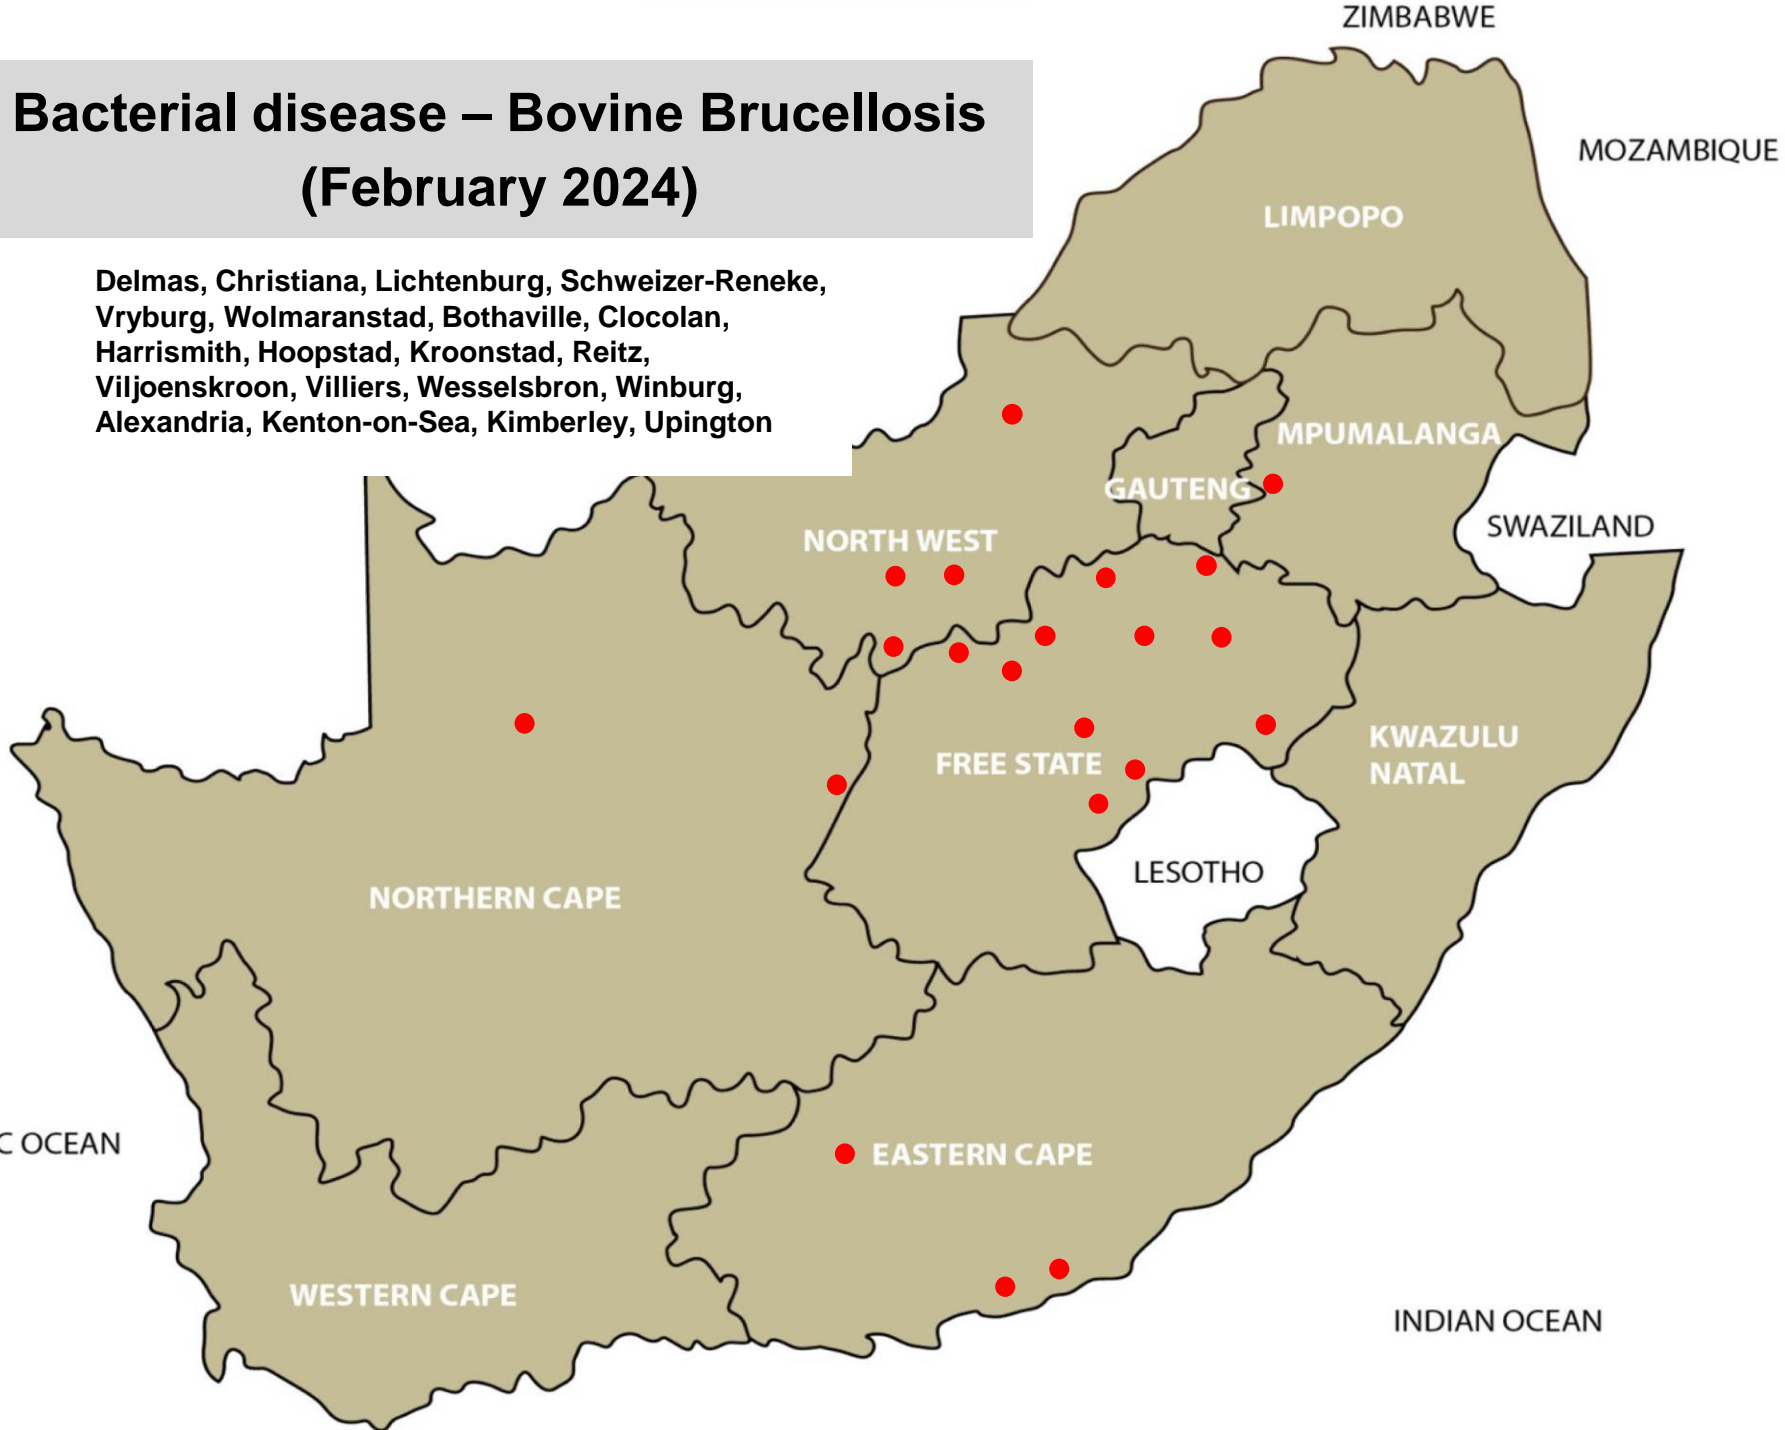 ZIMBABWE
Bacterial disease – Bovine Brucellosis
(February 2024)
MOZAMBIQUE
LIMPOPO
Delmas, Christiana, Lichtenburg, Schweizer-Reneke,
Vryburg, Wolmaranstad, Bothaville, Clocolan,
Harrismith, Hoopstad, Kroonstad, Reitz,
Viljoenskroon, Villiers, Wesselsbron, Winburg,
Alexandria, Kenton-on-Sea, Kimberley, Upington
MPUMALANGA
GAUTENG
SWAZILAND
NORTH WEST
KWAZULU
NATAL
FREE STATE
LESOTHO
NORTHERN CAPE
C OCEAN
EASTERN CAPE
WESTERN CAPE
INDIAN OCEAN